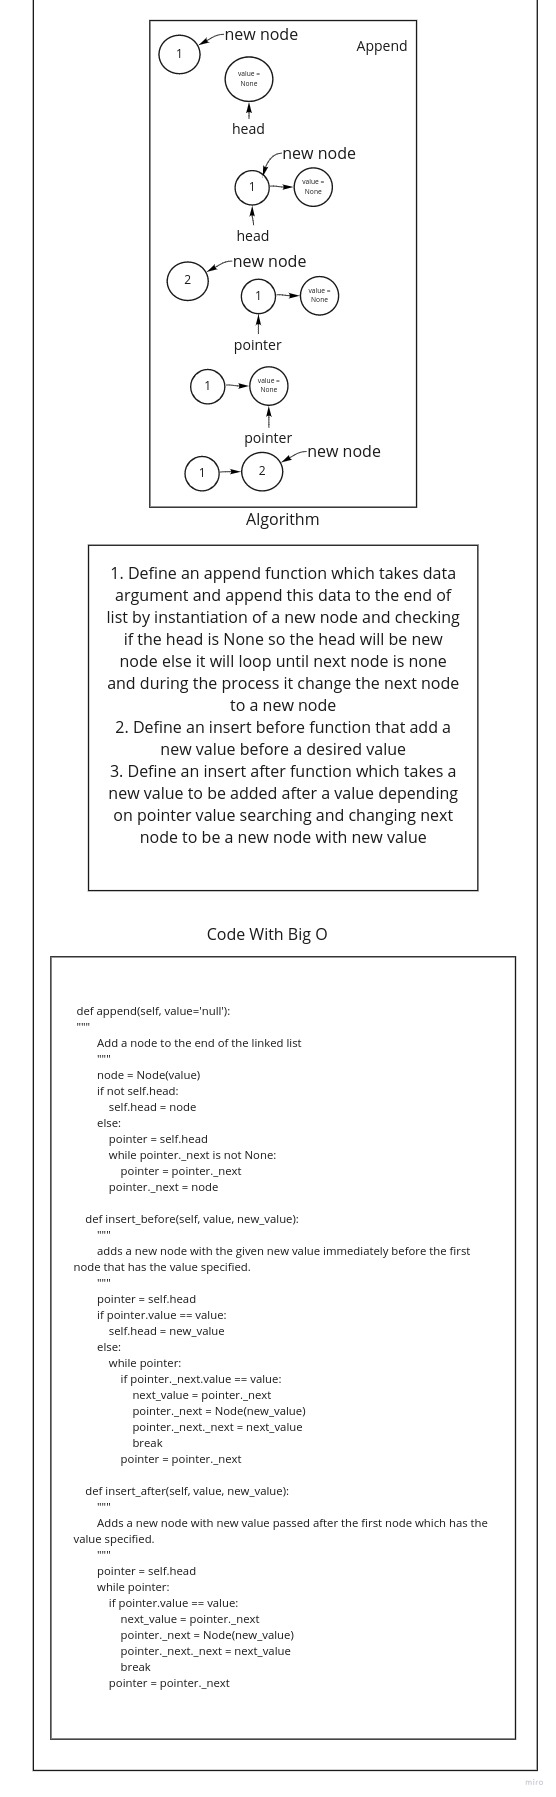 new node
1
Append
value =
None
head
new node
1
value =
None
head
new node
2
1
value =
None
pointer
1
value =
None
pointer
new node
1
2
Algorithm
1. Define an append function which takes data
argument and append this data to the end of
list by instantiation of a new node and checking
if the head is None so the head will be new
node else it will loop until next node is none
and during the process it change the next node
to a new node
2. Define an insert before function that add a
new value before a desired value
3. Define an insert after function which takes a
new value to be added after a value depending
on pointer value searching and changing next
node to be a new node with new value
Code With Big O
def append(self, value='null'):
"""
Add a node to the end of the linked list
"""
node = Node(value)
if not self.head:
self.head = node
else:
pointer = self.head
while pointer._next is not None:
pointer = pointer._next
pointer._next = node
def insert_before(self, value, new_value):
"""
adds a new node with the given new value immediately before the first
node that has the value specified.
"""
pointer = self.head
if pointer.value == value:
self.head = new_value
else:
while pointer:
if pointer._next.value == value:
next_value = pointer._next
pointer._next = Node(new_value)
pointer._next._next = next_value
break
pointer = pointer._next
def insert_after(self, value, new_value):
"""
Adds a new node with new value passed after the first node which has the
value specified.
"""
pointer = self.head
while pointer:
if pointer.value == value:
next_value = pointer._next
pointer._next = Node(new_value)
pointer._next._next = next_value
break
pointer = pointer._next
miro